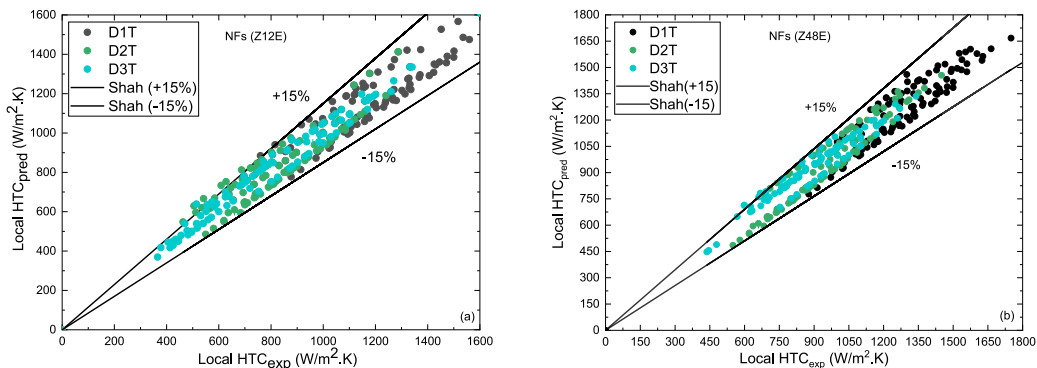 D1T
D2T
D3T
Shah (+15%)
Shah (-15%)
NFs (Z12E)
+15%
-15%
(a)
1600
1400
1200
1000
800
600
400
200
0
0 200 400 600 800 1000 1200 1400 1600
Local HTCpred (W/m².K)
Local HTCexp (W/m².K)
D1T
D2T
D3T
Shah(+15)
Shah(-15)
NFs (Z48E)
+15%
-15%
(b)
1800
1650
1500
1350
1200
1050
900
750
600
450
300
150
0
0 150 300 450 600 750 900 1050 1200 1350 1500 1650 1800
Local HTCpred (W/m².K)
Local HTCexp (W/m².K)